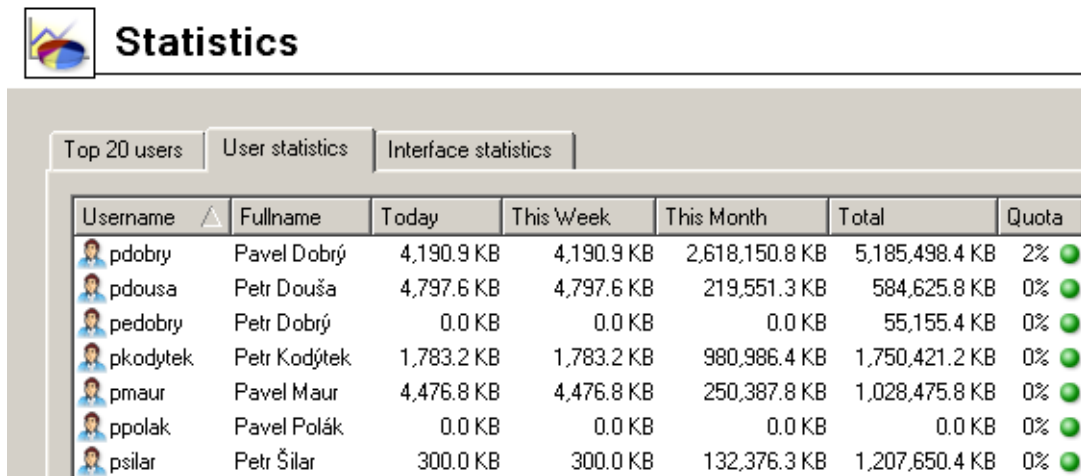 Statistics
Top 20 users User statistics Interface statistics
Username Fullname Today This Week This Month Total Quota
pdobry Pavel Dobrý 4,190.9 KB 4,190.9 KB 2,618,150.8 KB 5,185,498.4 KB 2%
pdousa Petr Douša 4,797.6 KB 4,797.6 KB 219,551.3 KB 584,625.8 KB 0%
pedobry Petr Dobrý 0.0 KB 0.0 KB 0.0 KB 55,155.4 KB 0%
pkodytek Petr Kodýtek 1,783.2 KB 1,783.2 KB 980,986.4 KB 1,750,421.2 KB 0%
pmaur Pavel Maur 4,476.8 KB 4,476.8 KB 250,387.8 KB 1,028,475.8 KB 0%
ppolak Pavel Polák 0.0 KB 0.0 KB 0.0 KB 0.0 KB 0%
psilar Petr Šilar 300.0 KB 300.0 KB 132,376.3 KB 1,207,650.4 KB 0%